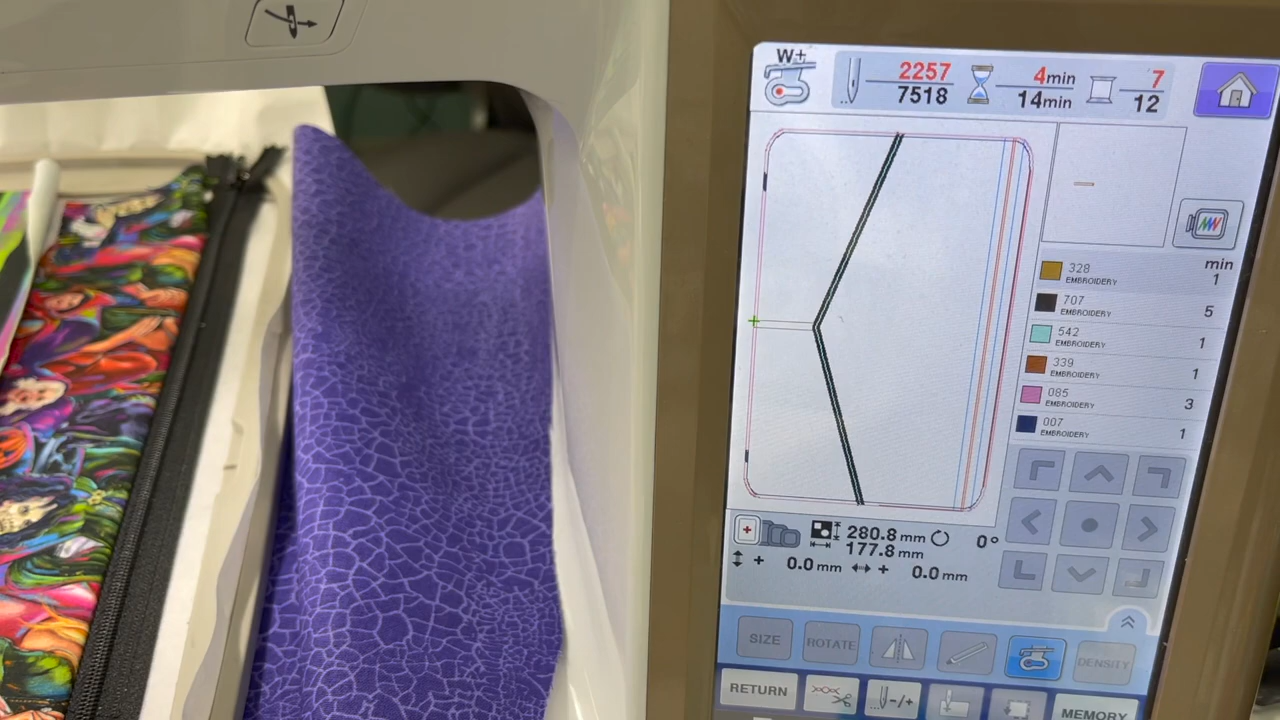 W+
2257
7518
4min
14min
7
12
min
328
EMBROIDERY
1
707
EMBROIDERY
5
542
EMBROIDERY
1
339
EMBROIDERY
1
085
EMBROIDERY
3
007
EMBROIDERY
1
280.8 mm
177.8 mm
0°
+ 0.0 mm + 0.0 mm
SIZE
ROTATE
DENSITY
RETURN
-/+
MEMORY